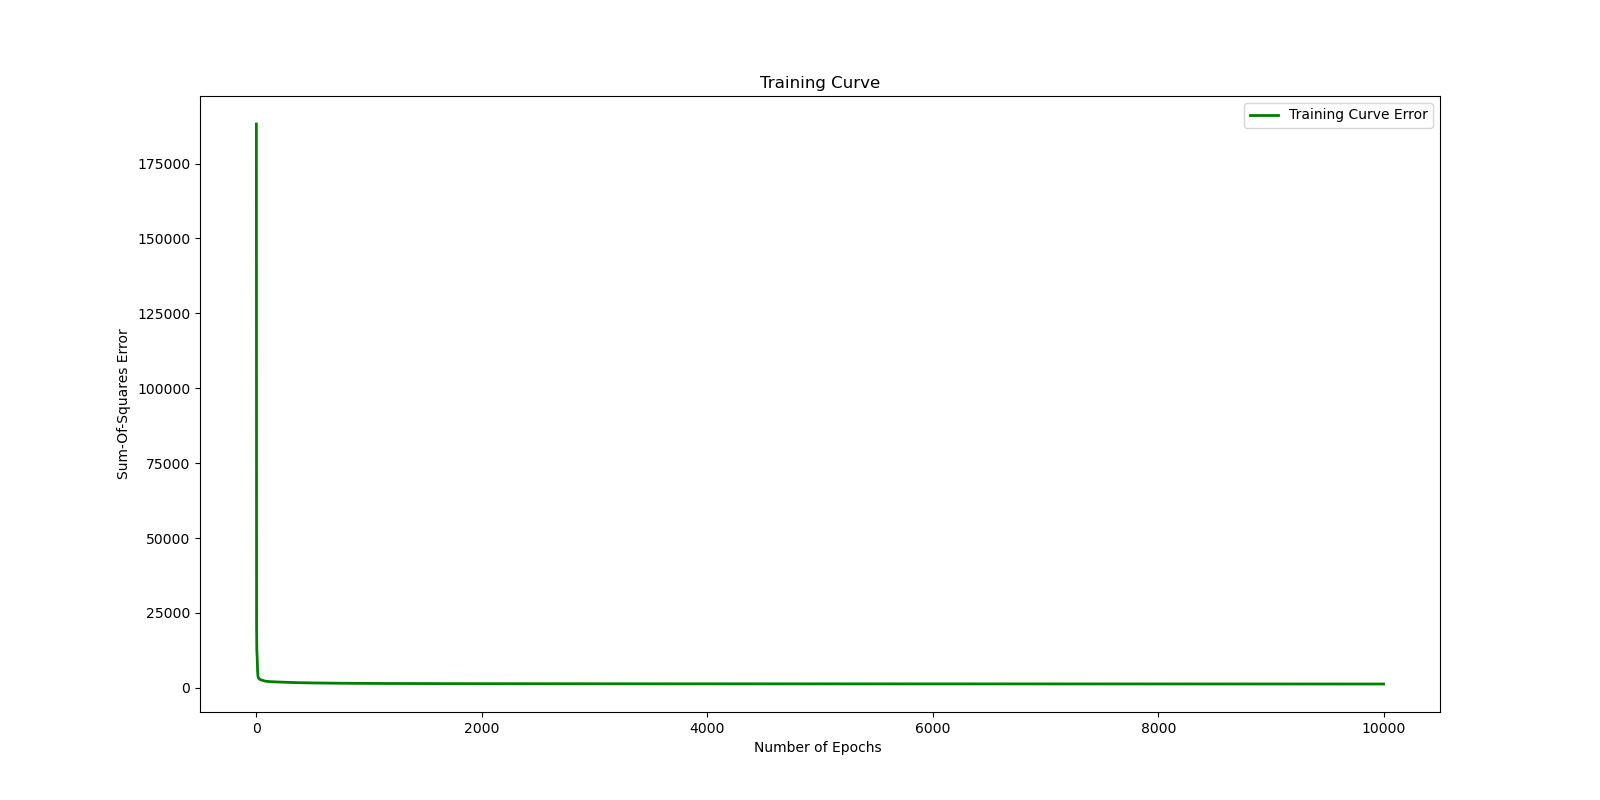 Training Curve
Training Curve Error
175000
150000
125000
100000
75000
50000
25000
0
Sum-Of-Squares Error
0 2000 4000 6000 8000 10000
Number of Epochs